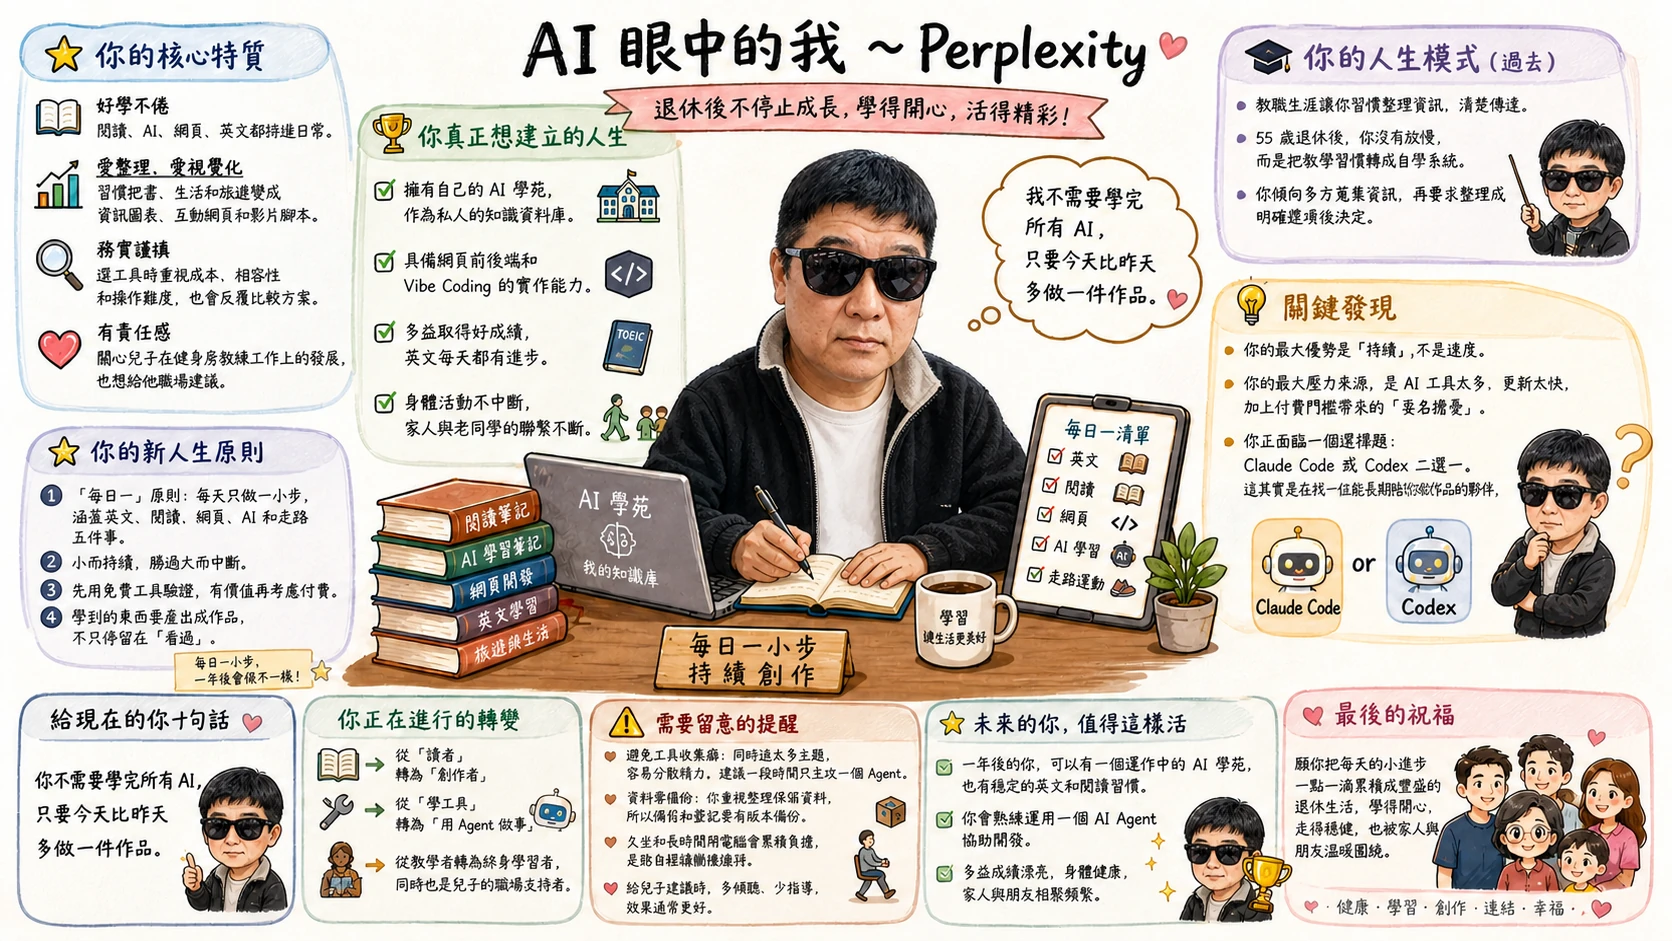 AI 眼中的我 ~ Perplexity
退休後不停止成長,學得開心,活得精彩!
你的核心特質
好學不倦
閱讀、AI、網頁、英文都持進日常。
愛整理、愛視覺化
習慣把書、生活和旅進變成
資訊圖表、互動網頁和影片腳本。
務實謹慎
選工具時重視成本、相容性
和操作難度,也會反覆比較方案。
有責任感
關心兒子在健身房教練工作上的發展,
也想給他職場建議。
你真正想建立的人生
擁有自己的 AI 學苑,
作為私人的知識資料庫。
具備網頁前後端和
Vibe Coding 的實作能力。
</>
多益取得好成績,
英文每天都有進步。
TOEIC
身體活動不中斷,
家人與老同學的聯繫不斷。
我不需要學完
所有 AI,
只要今天比昨天
多做一件作品。
你的人生模式(過去)
教職生涯讓你習慣整理資訊,清楚傳達。
55 歲退休後,你沒有放慢,
而是把教學習慣轉成自學系統。
你傾向多方蒐集資訊,再要求整理成
明確選項後決定。
關鍵發現
你的最大優勢是「持續」,不是速度。
你的最大壓力來源,是 AI 工具太多,更新太快,
加上付費門檻帶來的「名擔憂」。
你正面臨一個選擇題:
Claude Code 或 Codex 二選一。
這其實是在找一位能長期作品的夥伴,
?
Claude Code
or
Codex
你的新人生原則
1 「每日一」原則:每天只做一小步,
涵蓋英文、閱讀、網頁、AI 和走路
五件事。
2 小而持續,勝過大而中斷。
3 先用免費工具驗證,有價值再考慮付費。
4 學到的東西要產出成作品,
不只停留在「看過」。
每日一小步,
一年後會很不一樣!
閱讀筆記
AI 學習筆記
網頁開發
英文學習
旅遊與生活
AI 學苑
我的知識庫
每日一小步
持續創作
學習
生活更美好
每日一清單
英文
閱讀
網頁
</>
AI 學習
AI
走路運動
給現在的你十句話
你不需要學完所有 AI,
只要今天比昨天
多做一件作品。
你正在進行的轉變
從「讀者」
轉為「創作者」
從「學工具」
轉為「用 Agent 做事」
從教學者轉為終身學習者,
同時也是兒子的職場支持者。
需要留意的提醒
避免工具收集癖:同時追太多主題,
容易分散精力。建議一段時間只主攻一個 Agent。
資料備份:你重視整理保資料,
所以備和筆記要有版本備份。
久坐和長時間用電腦會累積負擔,
給兒子建議時,多傾聽、少指導,
效果通常更好。
未來的你,值得這樣活
一年後的你,可以有一個運作中的 AI 學苑,
也有穩定的英文和閱讀習慣。
你會熟練運用一個 AI Agent
協助開發。
多益成績漂亮,身體健康,
家人與朋友相聚頻繁。
最後的祝福
願你把每天的小進步
一點一滴累積成豐盛的
退休生活,學得開心,
走得穩健,也被家人與
朋友溫暖圍繞。
· 健康 · 學習 · 創作 · 連結 · 幸福 ·